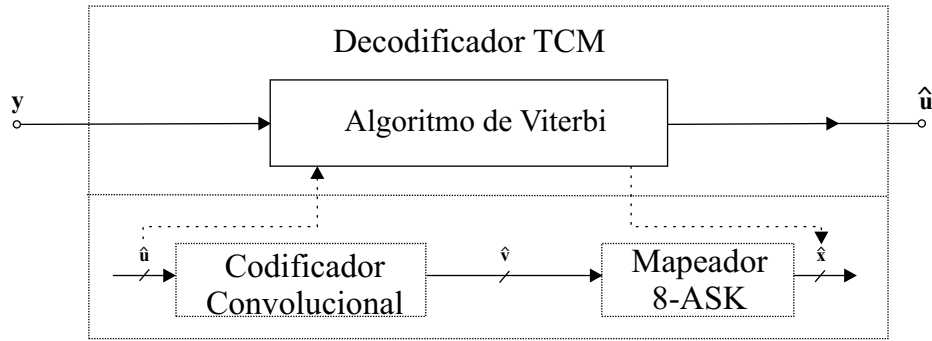 Decodificador TCM
y
Algoritmo de Viterbi
û
û
Codificador
Convolucional
v̂
Mapeador
8-ASK
x̂